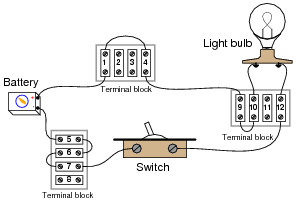 Light bulb
1 2 3 4
Terminal block
Battery
- +
9 10 11 12
Terminal block
5
6
7
8
Switch
Terminal block